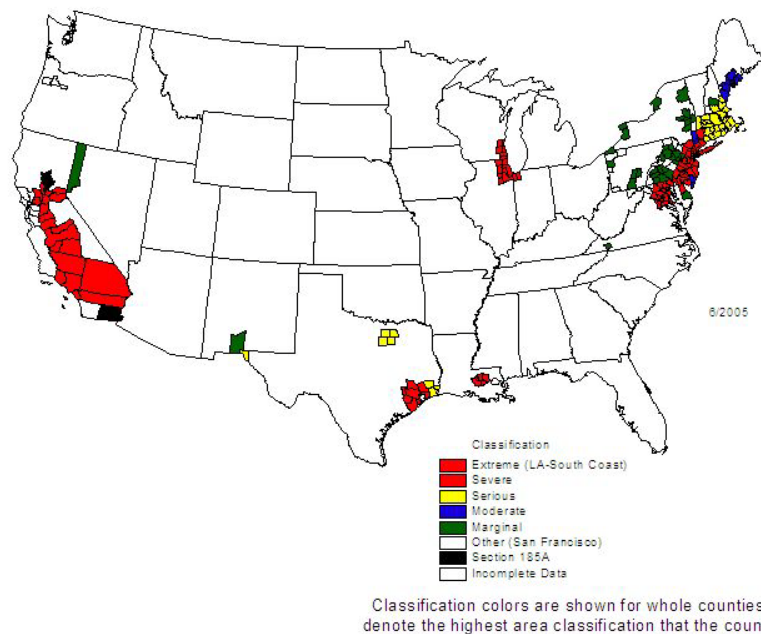 6/2005
Classification
Extreme (LA-South Coast)
Severe
Serious
Moderate
Marginal
Other (San Francisco)
Section 185A
Incomplete Data
Classification colors are shown for whole counties
denote the highest area classification that the coun